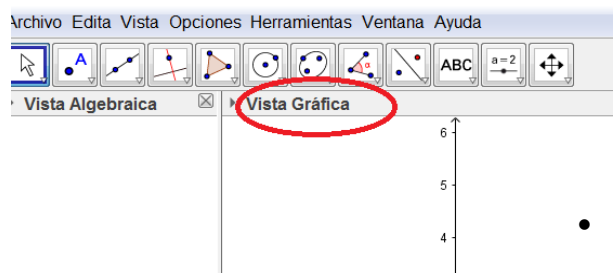 Archivo Edita Vista Opciones Herramientas Ventana Ayuda
A α ABC a=2
Vista Algebraica Vista Gráfica
6
5
4